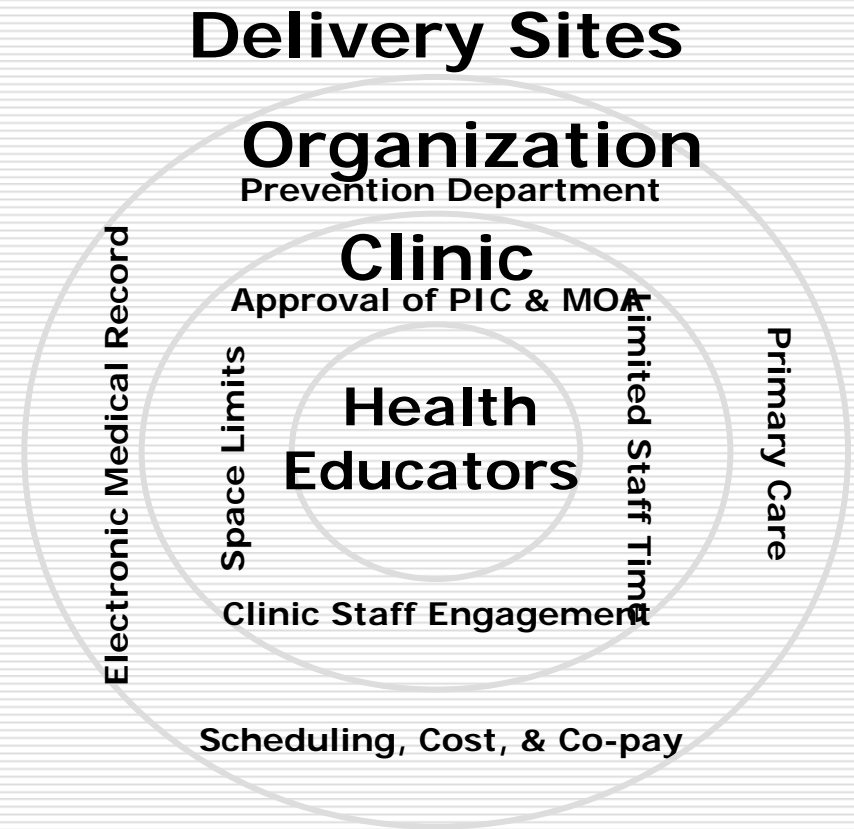 Delivery Sites
Organization
Prevention Department
Clinic
Approval of PIC & MOA
Electronic Medical Record
Space Limits
Health
Educators
Limited Staff Time
Primary Care
Clinic Staff Engagement
Scheduling, Cost, & Co-pay